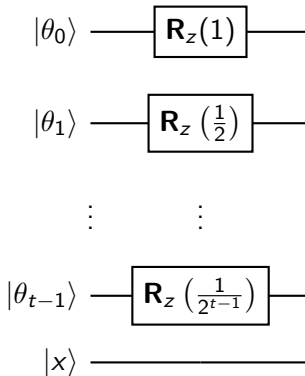 |θ₀⟩ R_z(1)
|θ₁⟩ R_z(1/2)
⋮ ⋮
|θ_{t−1}⟩ R_z(1/2^{t−1})
|x⟩